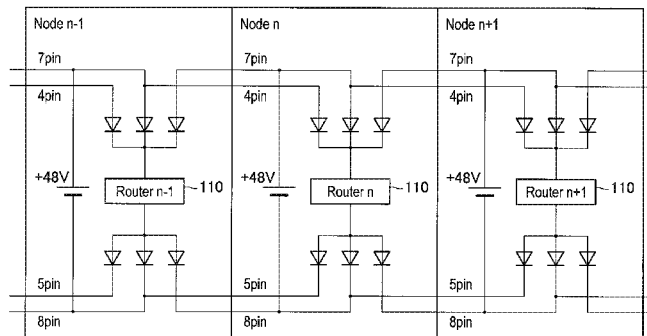 Node n-1
Node n
Node n+1
7pin
7pin
7pin
4pin
4pin
4pin
+48V
Router n-1
110
+48V
Router n
110
+48V
Router n+1
110
5pin
5pin
5pin
8pin
8pin
8pin